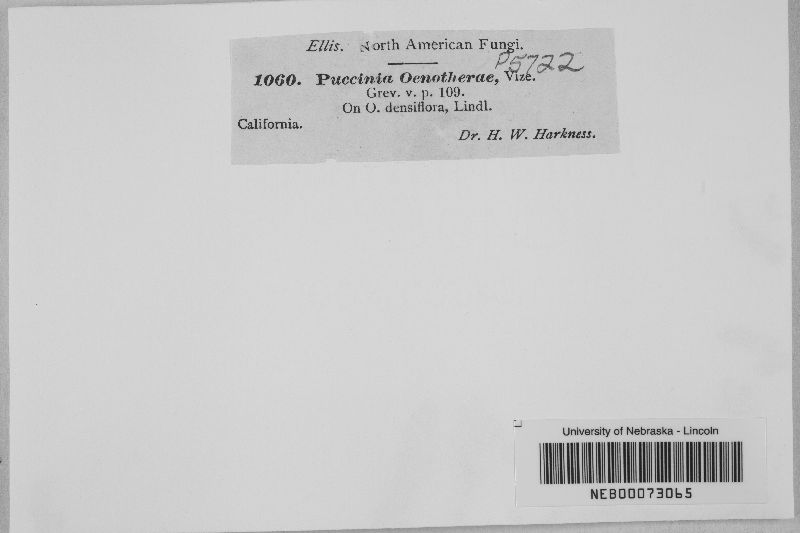 Ellis. North American Fungi.
P5722
1060. Puccinia Oenotherae, Vize.
Grev. v. p. 109.
On O. densiflora, Lindl.
California.
Dr. H. W. Harkness.
University of Nebraska - Lincoln
NEB00073065